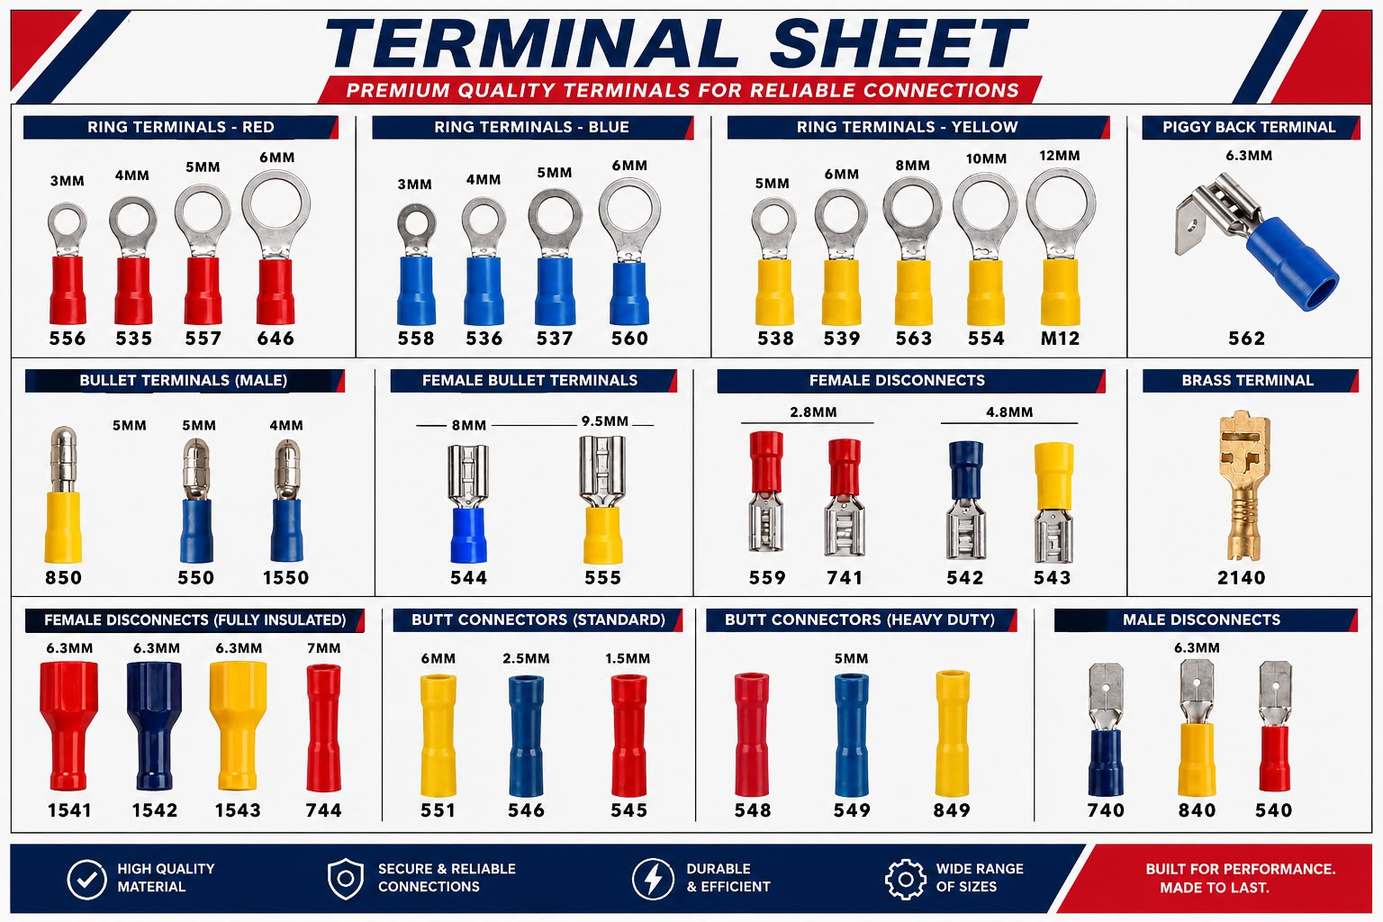 TERMINAL SHEET
PREMIUM QUALITY TERMINALS FOR RELIABLE CONNECTIONS
RING TERMINALS - RED
3MM 4MM 5MM 6MM
556 535 557 646
RING TERMINALS - BLUE
3MM 4MM 5MM 6MM
558 536 537 560
RING TERMINALS - YELLOW
5MM 6MM 8MM 10MM 12MM
538 539 563 554 M12
PIGGY BACK TERMINAL
6.3MM
562
BULLET TERMINALS (MALE)
5MM 5MM 4MM
850 550 1550
FEMALE BULLET TERMINALS
8MM 9.5MM
544 555
FEMALE DISCONNECTS
2.8MM 4.8MM
559 741 542 543
BRASS TERMINAL
2140
FEMALE DISCONNECTS (FULLY INSULATED)
6.3MM 6.3MM 6.3MM 7MM
1541 1542 1543 744
BUTT CONNECTORS (STANDARD)
6MM 2.5MM 1.5MM
551 546 545
BUTT CONNECTORS (HEAVY DUTY)
5MM
548 549 849
MALE DISCONNECTS
6.3MM
740 840 540
HIGH QUALITY
MATERIAL
SECURE & RELIABLE
CONNECTIONS
DURABLE
& EFFICIENT
WIDE RANGE
OF SIZES
BUILT FOR PERFORMANCE.
MADE TO LAST.